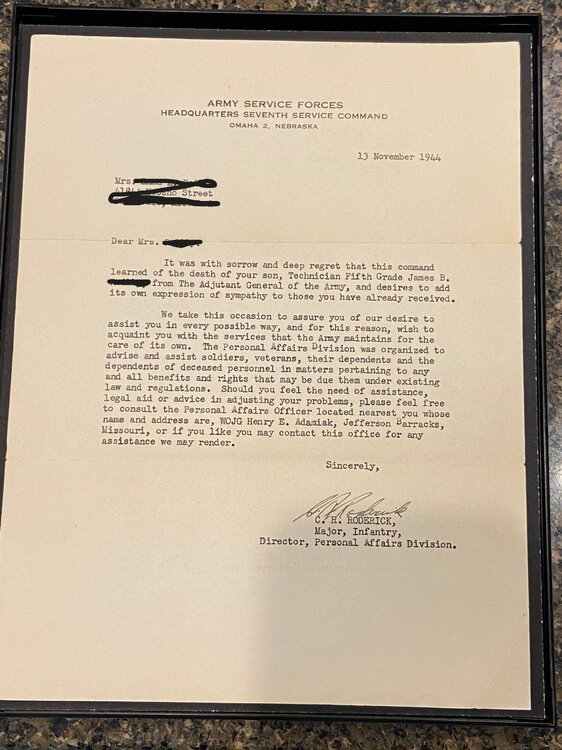 ARMY SERVICE FORCES
HEADQUARTERS SEVENTH SERVICE COMMAND
OMAHA 2, NEBRASKA
13 November 1944
Mrs.
Street
Dear Mrs.
It was with sorrow and deep regret that this command
learned of the death of your son, Technician Fifth Grade James B.
from The Adjutant General of the Army, and desires to add
its own expression of sympathy to those you have already received.
We take this occasion to assure you of our desire to
assist you in every possible way, and for this reason, wish to
acquaint you with the services that the Army maintains for the
care of its own. The Personal Affairs Division was organized to
advise and assist soldiers, veterans, their dependents and the
dependents of deceased personnel in matters pertaining to any
and all benefits and rights that may be due them under existing
law and regulations. Should you feel the need of assistance,
legal aid or advice in adjusting your problems, please feel free
to consult the Personal Affairs Officer located nearest you whose
name and address are, WOJG Henry E. Adamiak, Jefferson Barracks,
Missouri, or if you like you may contact this office for any
assistance we may render.
Sincerely,
C. R. RODERICK,
Major, Infantry,
Director, Personal Affairs Division.